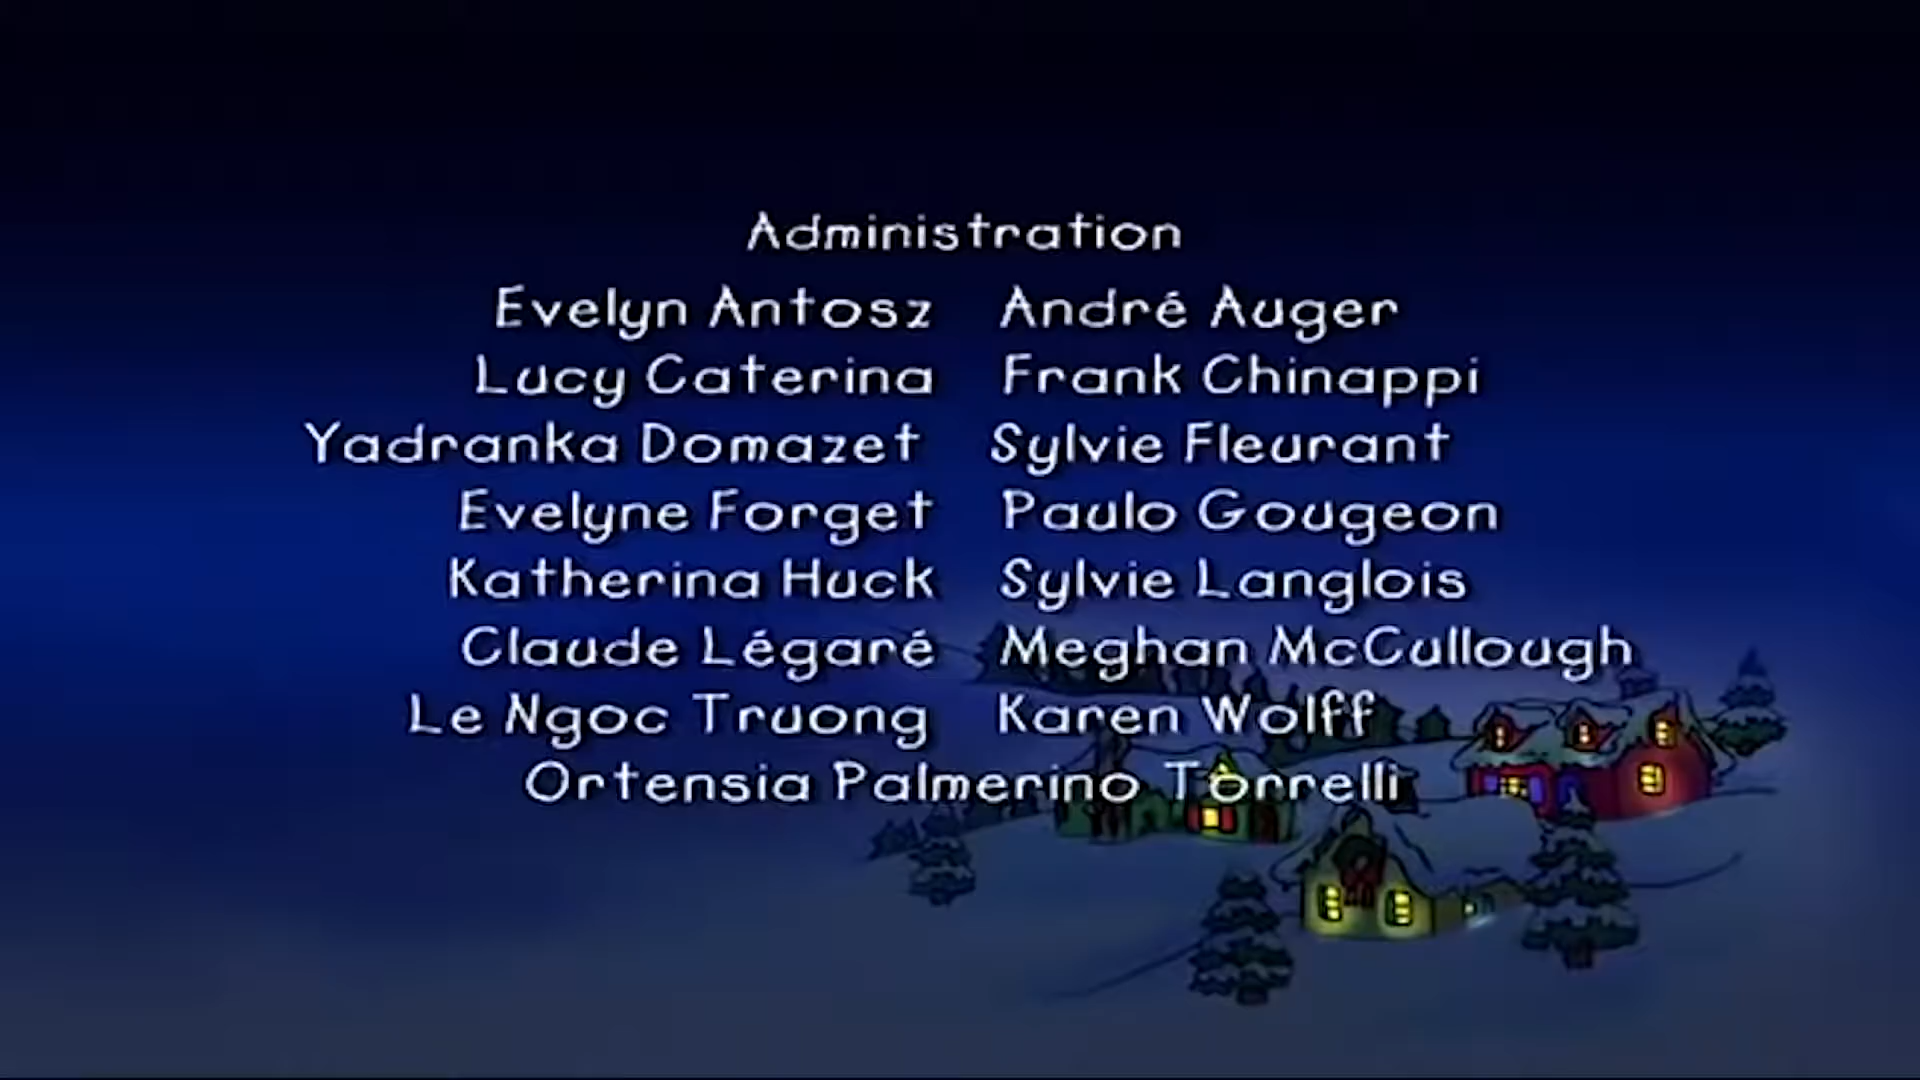 Administration
Evelyn Antosz André Auger
Lucy Caterina Frank Chinappi
Yadranka Domazet Sylvie Fleurant
Evelyne Forget Paulo Gougeon
Katherina Huck Sylvie Langlois
Claude Légaré Meghan McCullough
Le Ngoc Truong Karen Wolff
Ortensia Palmerino Torrelli